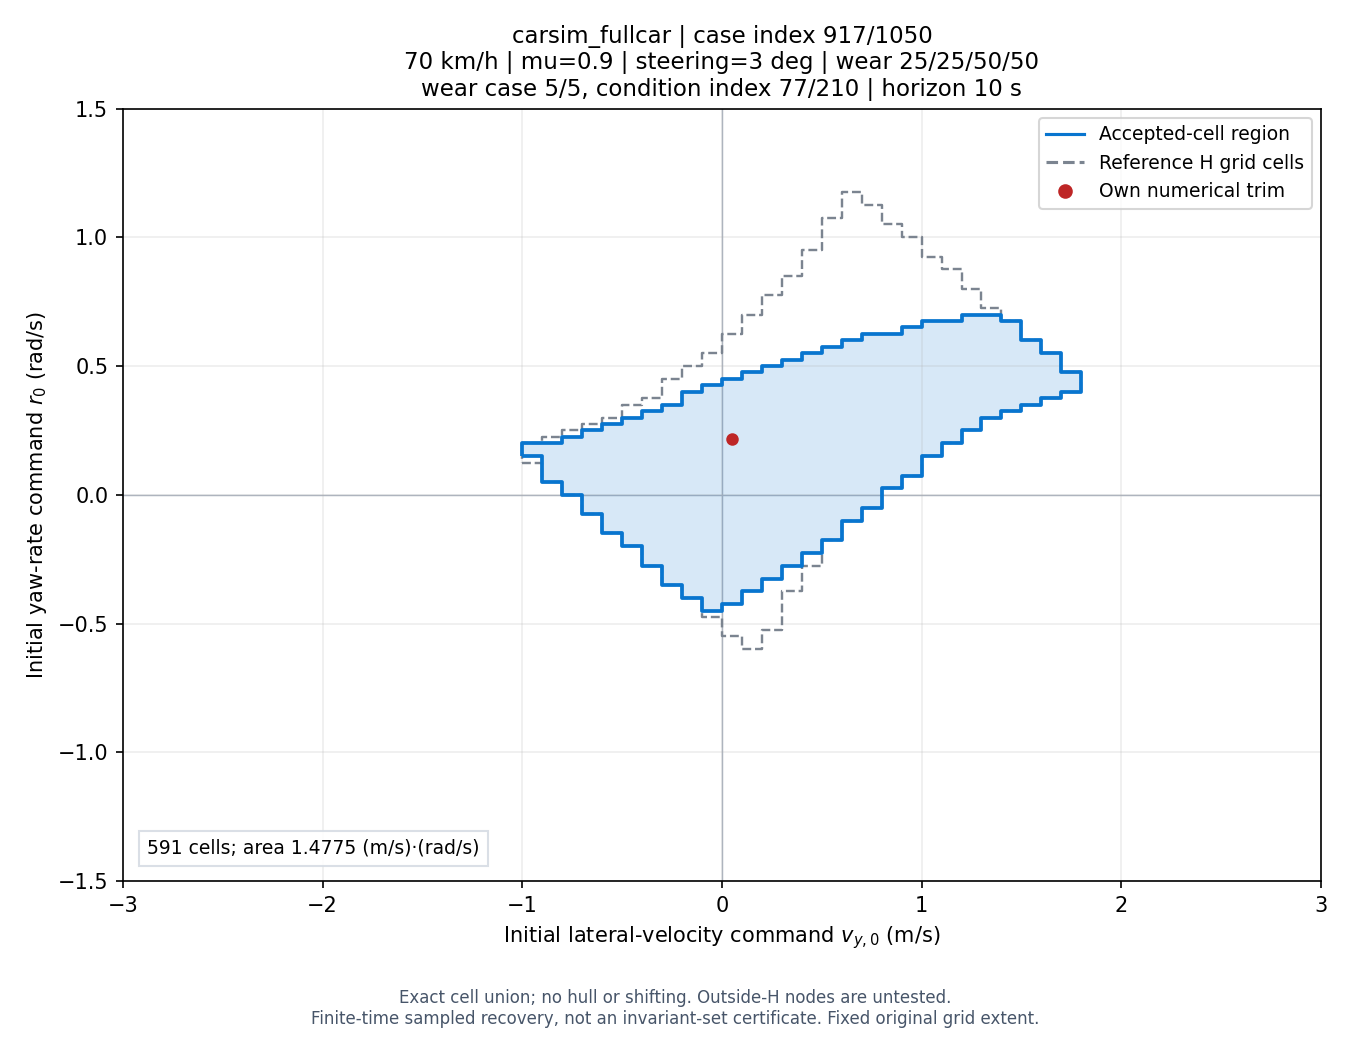 carsim_fullcar | case index 917/1050
70 km/h | mu=0.9 | steering=3 deg | wear 25/25/50/50
wear case 5/5, condition index 77/210 | horizon 10 s
Accepted-cell region
Reference H grid cells
Own numerical trim
1.5
1.0
0.5
0.0
−0.5
−1.0
−1.5
Initial yaw-rate command r₀ (rad/s)
591 cells; area 1.4775 (m/s)·(rad/s)
−3
−2
−1
0
1
2
3
Initial lateral-velocity command v_{y,0} (m/s)
Exact cell union; no hull or shifting. Outside-H nodes are untested.
Finite-time sampled recovery, not an invariant-set certificate. Fixed original grid extent.